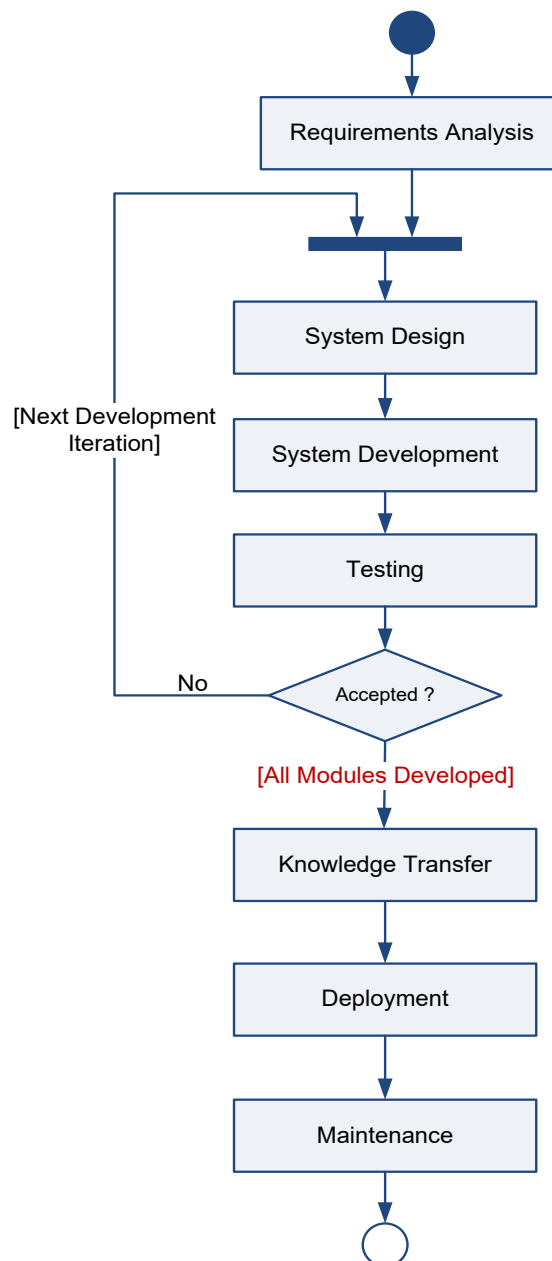 Requirements Analysis
System Design
[Next Development
Iteration]
System Development
Testing
No
Accepted ?
[All Modules Developed]
Knowledge Transfer
Deployment
Maintenance